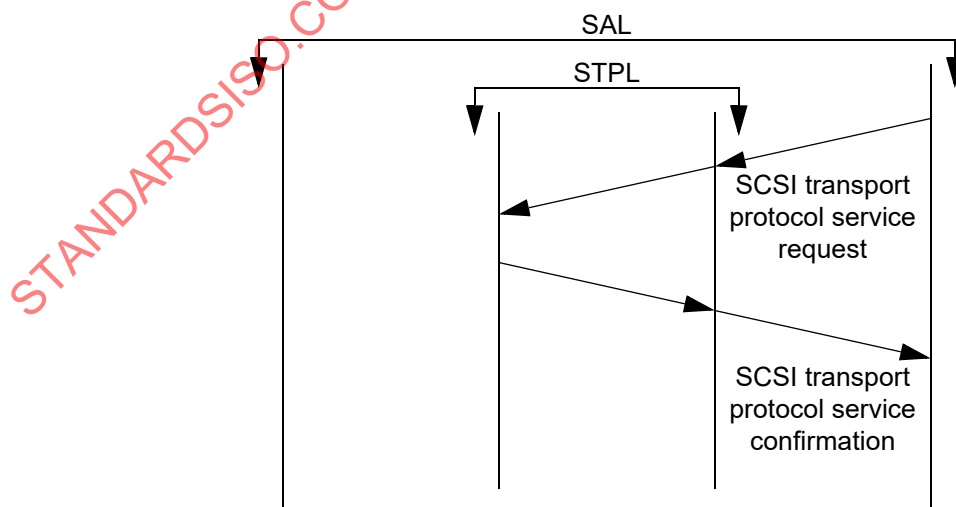 SAL
STPL
SCSI transport
protocol service
request
SCSI transport
protocol service
confirmation
STANDARDSISO.CO